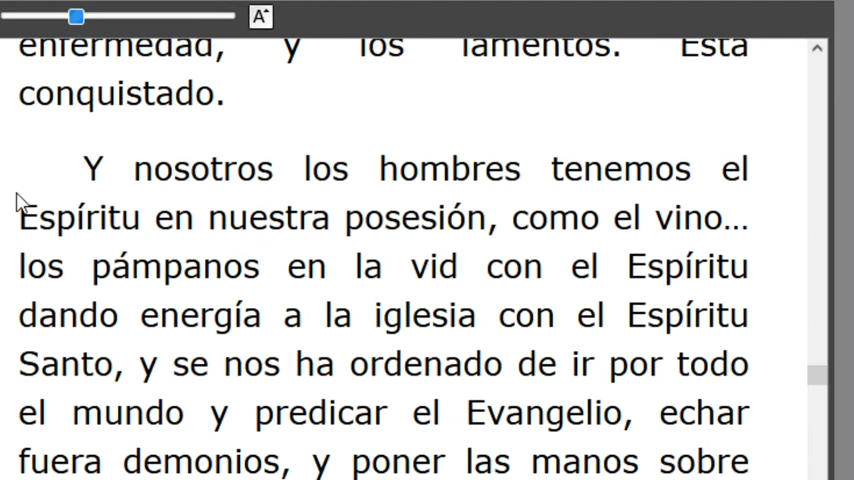 A
enfermedad, y los lamentos. Está
conquistado.
Y nosotros los hombres tenemos el
Espíritu en nuestra posesión, como el vino...
los pámpanos en la vid con el Espíritu
dando energía a la iglesia con el Espíritu
Santo, y se nos ha ordenado de ir por todo
el mundo y predicar el Evangelio, echar
fuera demonios, y poner las manos sobre